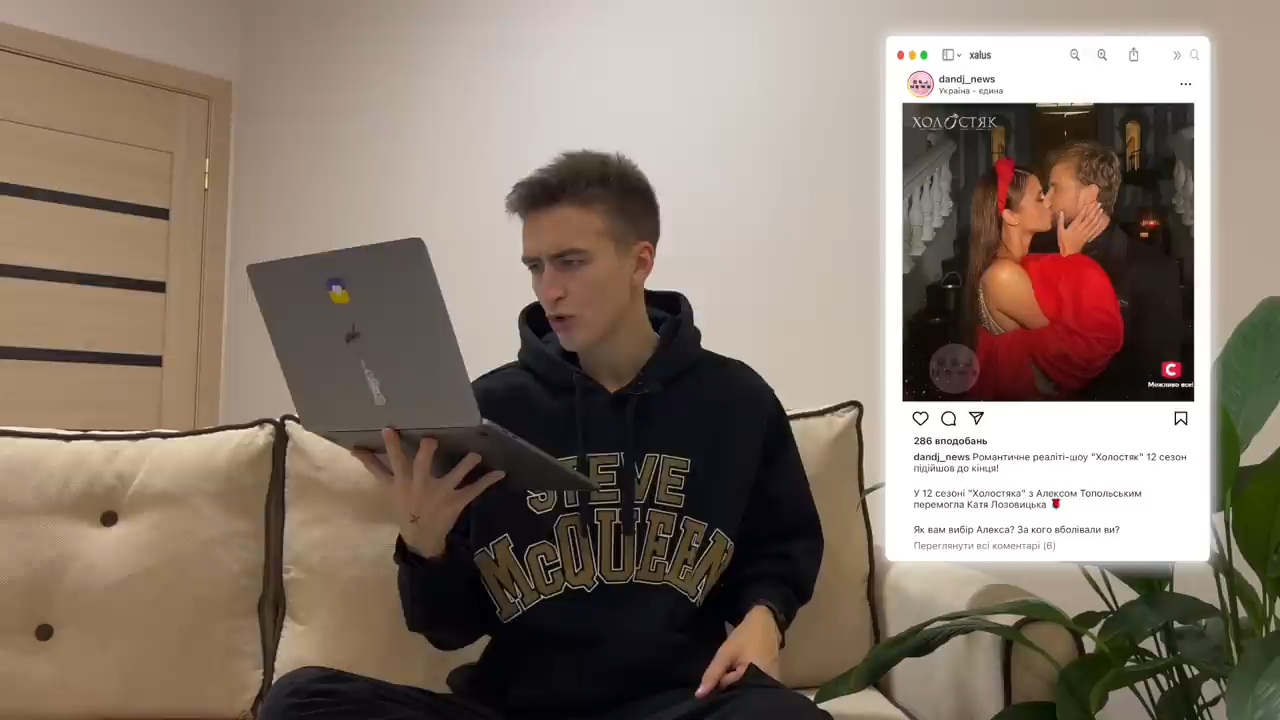 xalus
dandj_news
Україна - єдина
ХОЛОСТЯК
Можливо все!
286 вподобань
dandj_news Романтичне реаліті-шоу "Холостяк" 12 сезон
підійшов до кінця!
У 12 сезоні "Холостяка" з Алексом Топольським
перемогла Катя Лозовицька
Як вам вибір Алекса? За кого вболівали ви?
Переглянути всі коментарі (6)
STEVE
McQUEEN